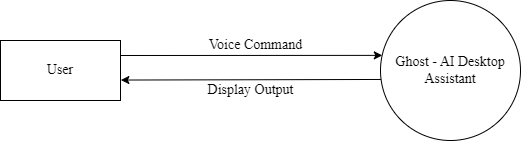 Voice Command
User
Ghost - AI Desktop
Assistant
Display Output